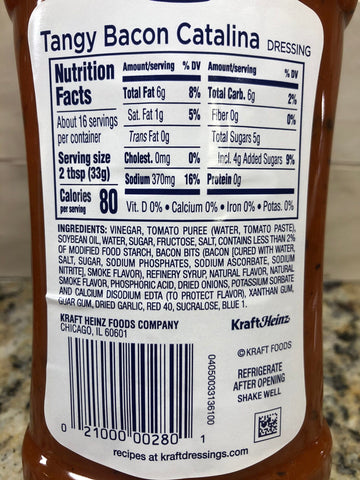 Tangy Bacon Catalina DRESSING
Nutrition Facts
About 16 servings
per container
Serving size
2 tbsp (33g)
Calories 80
per serving
Amount/serving % DV
Total Fat 6g 8%
Sat. Fat 1g 5%
Trans Fat 0g
Cholest. 0mg 0%
Sodium 370mg 16%
Amount/serving % DV
Total Carb. 6g 2%
Fiber 0g 0%
Total Sugars 5g
Incl. 4g Added Sugars 9%
Protein 0g
Vit. D 0% • Calcium 0% • Iron 0% • Potas. 0%
INGREDIENTS: VINEGAR, TOMATO PUREE (WATER, TOMATO PASTE),
SOYBEAN OIL, WATER, SUGAR, FRUCTOSE, SALT, CONTAINS LESS THAN 2%
OF MODIFIED FOOD STARCH, BACON BITS (BACON [CURED WITH WATER,
SALT, SUGAR, SODIUM PHOSPHATES, SODIUM ASCORBATE, SODIUM
NITRITE], SMOKE FLAVOR), REFINERY SYRUP, NATURAL FLAVOR, NATURAL
SMOKE FLAVOR, PHOSPHORIC ACID, DRIED ONIONS, POTASSIUM SORBATE
AND CALCIUM DISODIUM EDTA (TO PROTECT FLAVOR), XANTHAN GUM,
GUAR GUM, DRIED GARLIC, RED 40, SUCRALOSE, BLUE 1.
KRAFT HEINZ FOODS COMPANY
CHICAGO, IL 60601
KraftHeinz
© KRAFT FOODS
REFRIGERATE
AFTER OPENING
SHAKE WELL
04050033136100
0 21000 00280 1
recipes at kraftdressings.com